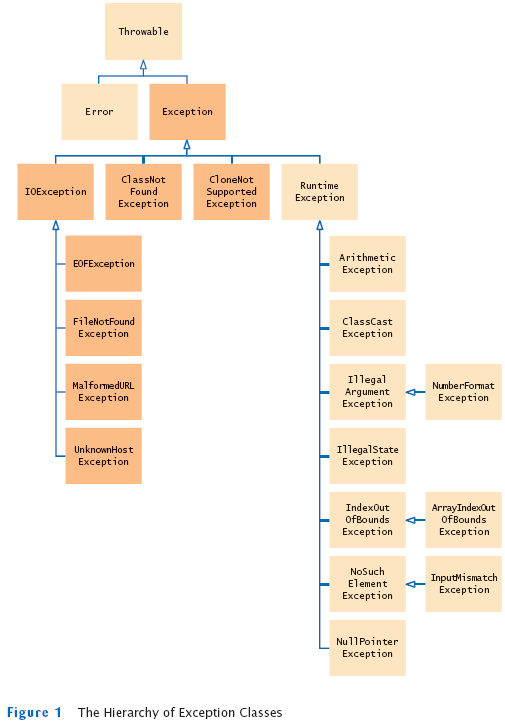 Throwable
Error
Exception
IOException
ClassNot
Found
Exception
CloneNot
Supported
Exception
Runtime
Exception
EOFException
FileNotFound
Exception
MalformedURL
Exception
UnknownHost
Exception
Arithmetic
Exception
ClassCast
Exception
Illegal
Argument
Exception
NumberFormat
Exception
IllegalState
Exception
IndexOut
OfBounds
Exception
ArrayIndexOut
OfBounds
Exception
NoSuch
Element
Exception
InputMismatch
Exception
NullPointer
Exception
Figure 1 The Hierarchy of Exception Classes